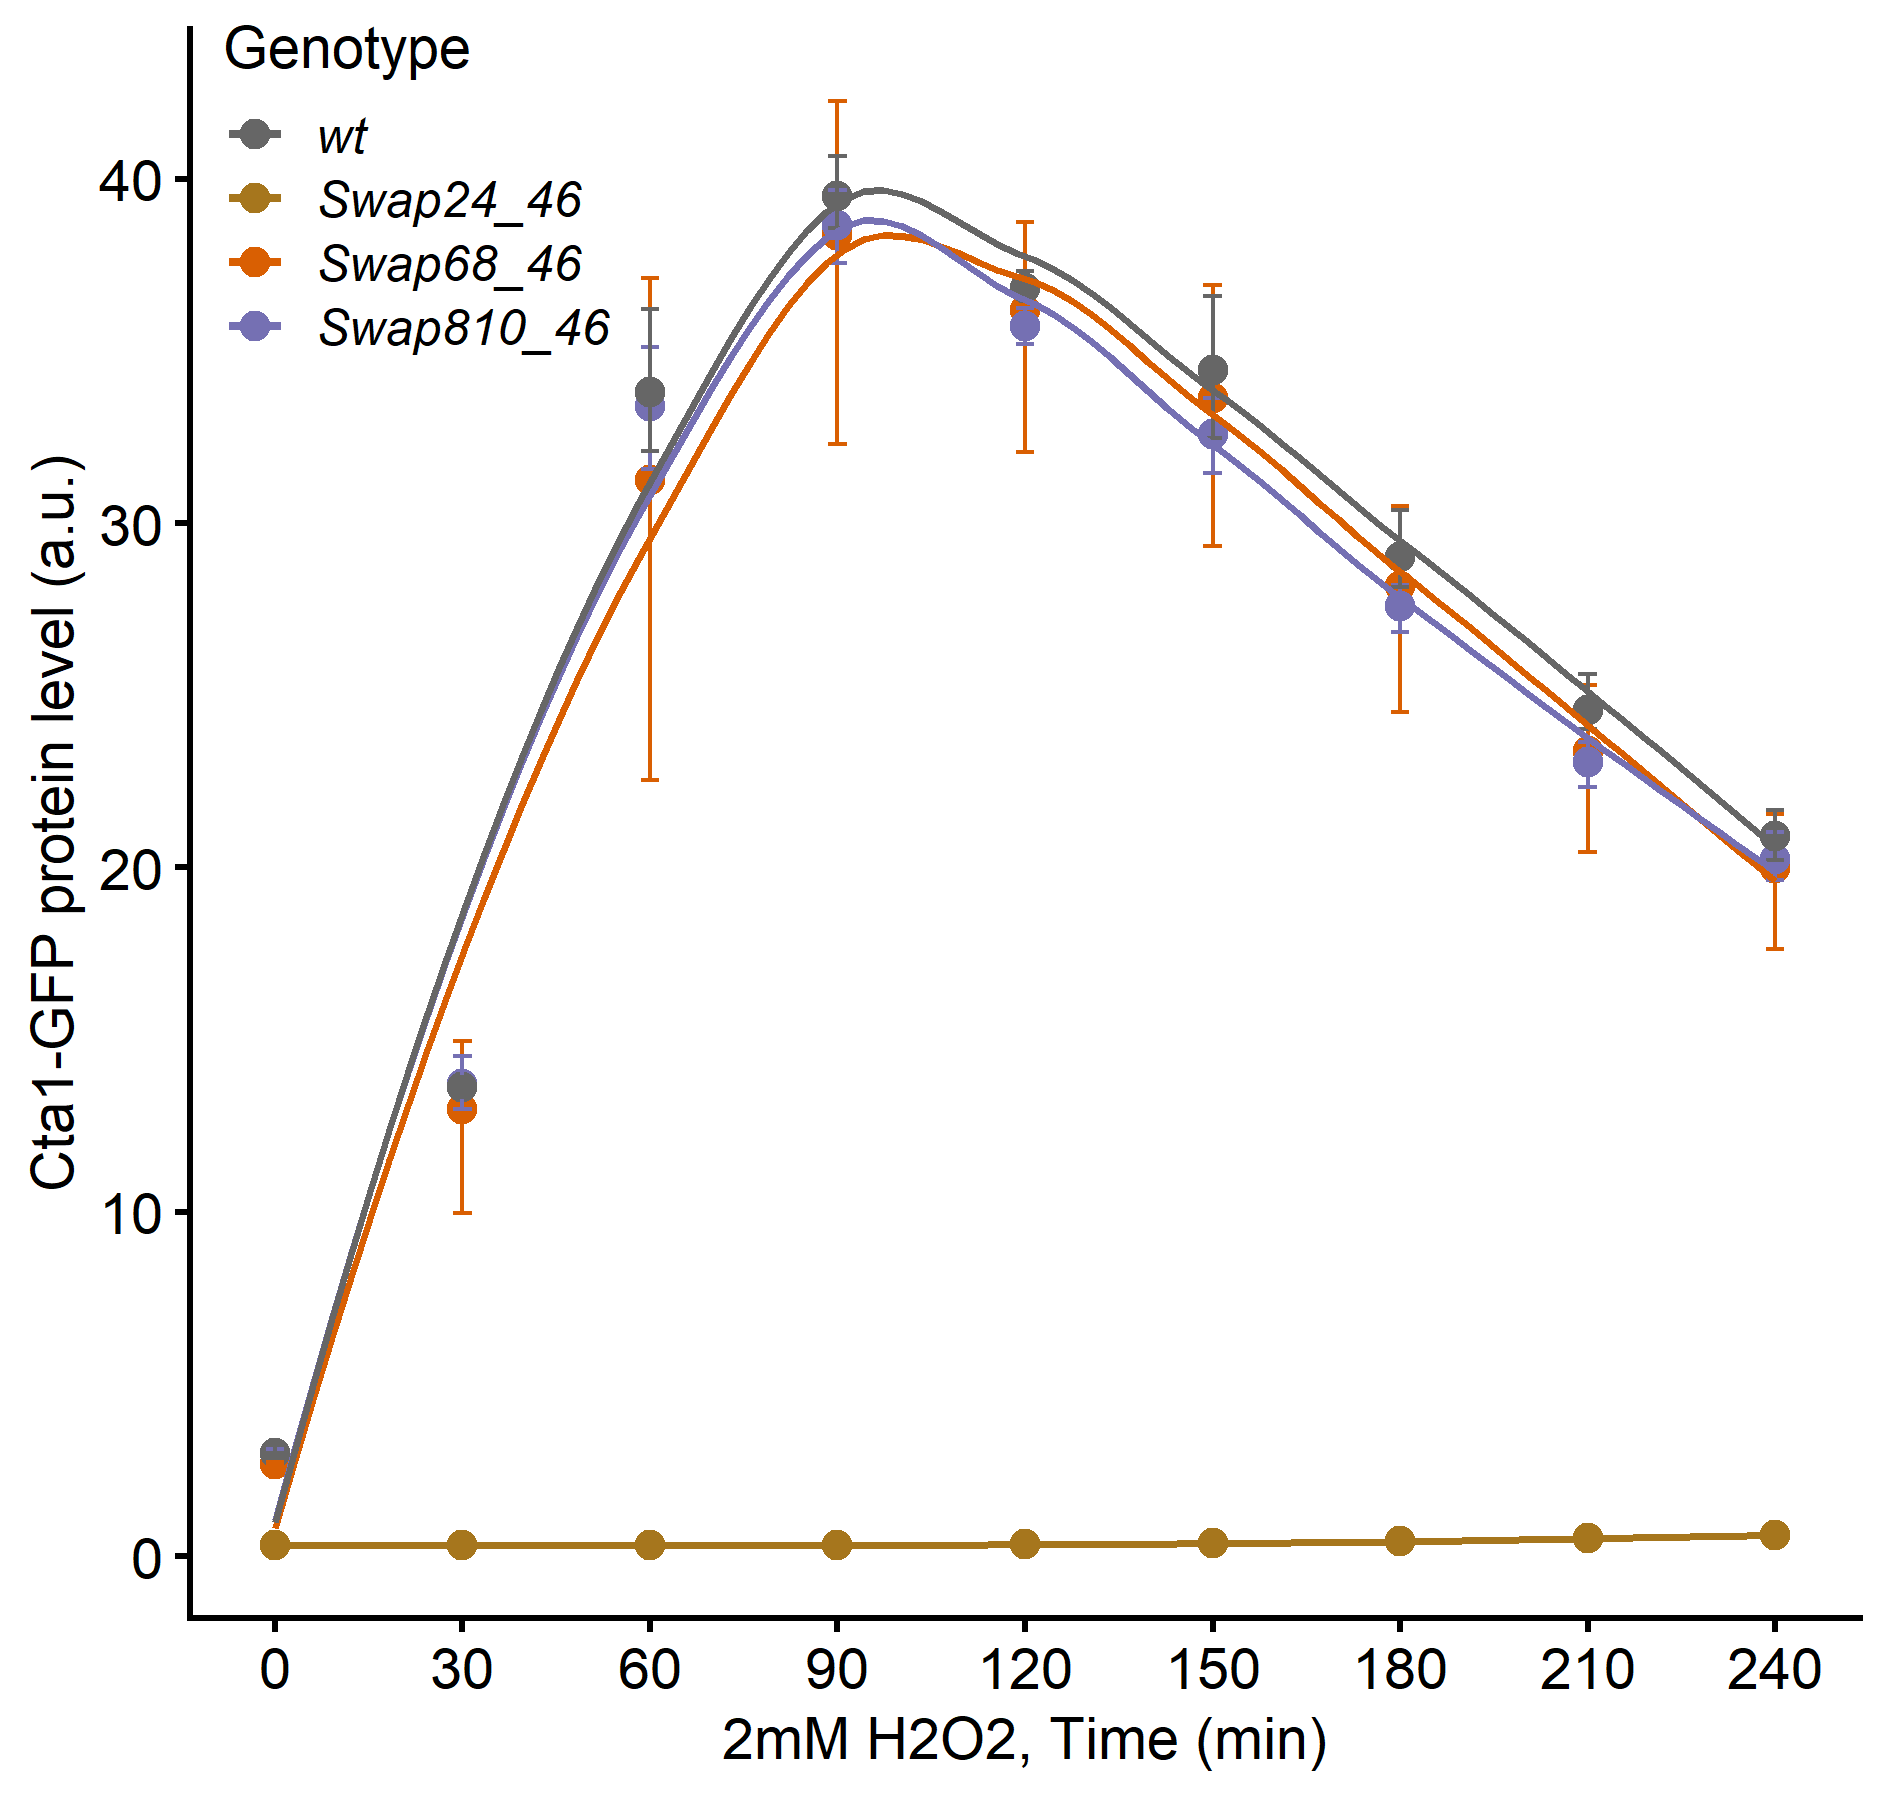 Genotype
wt
Swap24_46
Swap68_46
Swap810_46
Cta1-GFP protein level (a.u.)
40
30
20
10
0
0 30 60 90 120 150 180 210 240
2mM H2O2, Time (min)